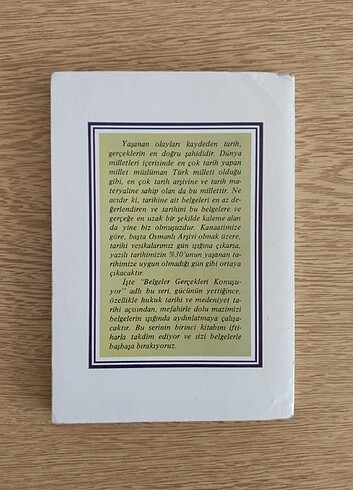 Yaşanan olayları kaydeden tarih,
gerçeklerin en doğru şahididir. Dünya
milletleri içerisinde en çok tarih yapan
millet müslüman Türk milleti olduğu
gibi, en çok tarih arşivine ve tarih ma-
teryaline sahip olan da bu millettir. Ne
acıdır ki, tarihine ait belgeleri en az de-
ğerlendiren ve tarihini bu belgelere ve
gerçeğe en uzak bir şekilde kaleme alan
da yine biz olmuşuzdur. Kanaatimize
göre, başta Osmanlı Arşivi olmak üzere,
tarihi vesikalarımız gün ışığına çıkarsa,
yazılı tarihimizin %30'unun yaşanan ta-
rihimize uygun olmadığı gün gibi ortaya
çıkacaktır.
İşte "Belgeler Gerçekleri Konuşu-
yor" adlı bu seri, gücünün yettiğince,
özellikle hukuk tarihi ve medeniyet ta-
rihi açısından, mefahirle dolu mazimizi
belgelerin ışığında aydınlatmaya çalışa-
caktır. Bu serinin birinci kitabını ifti-
harla takdim ediyor ve sizi belgelerle
başbaşa bırakıyoruz.